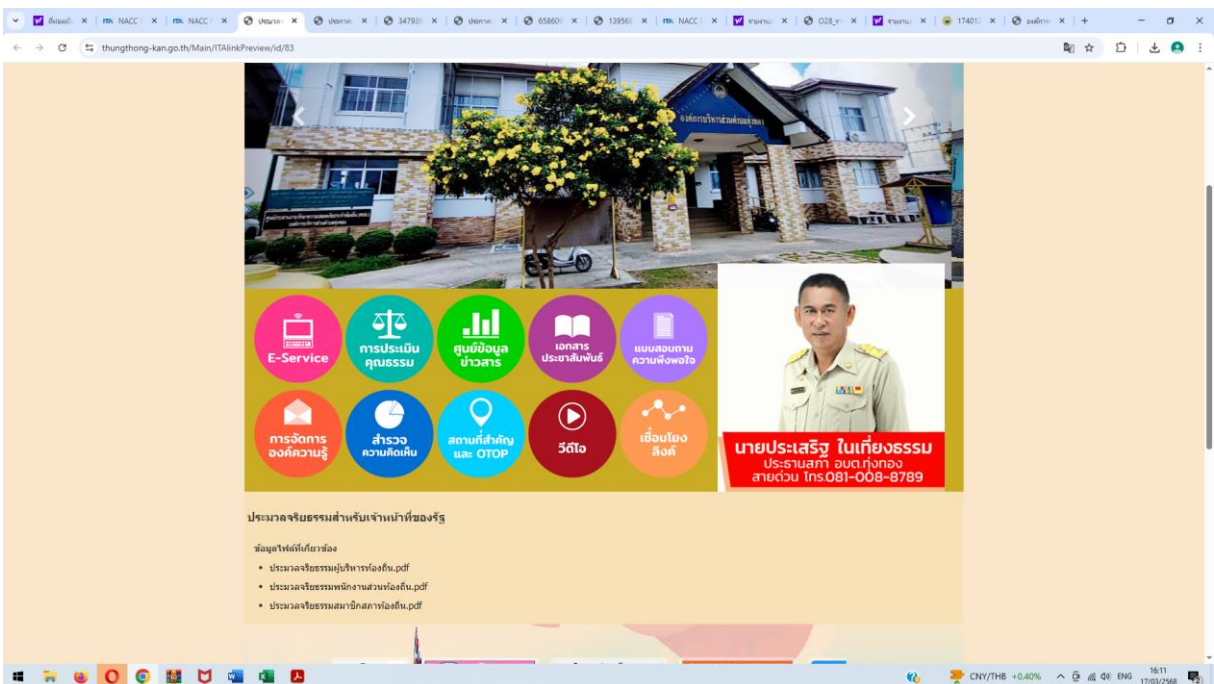 NACC
NACC
34793
65860
13956
NACC
O28_
17401
thungthong-kan.go.th/Main/ITAlinkPreview/id/83
E-Service
การประเมิน
คุณธรรม
ศูนย์ข้อมูล
ข่าวสาร
เอกสาร
ประชาสัมพันธ์
แบบสอบถาม
ความพึงพอใจ
การจัดการ
องค์ความรู้
สำรวจ
ความคิดเห็น
สถานที่สำคัญ
และ OTOP
วีดีโอ
เชื่อมโยง
ลิงค์
นายประเสริฐ ในเที่ยงธรรม
ประธานสภา อบต.ทุ่งทอง
สายด่วน โทร.081-008-8789
ประมวลจริยธรรมสำหรับเจ้าหน้าที่ของรัฐ
ข้อมูลไฟล์ที่เกี่ยวข้อง
• ประมวลจริยธรรมผู้บริหารท้องถิ่น.pdf
• ประมวลจริยธรรมพนักงานส่วนท้องถิ่น.pdf
• ประมวลจริยธรรมสมาชิกสภาท้องถิ่น.pdf
CNY/THB +0.40%
ENG
16:11
17/03/2568